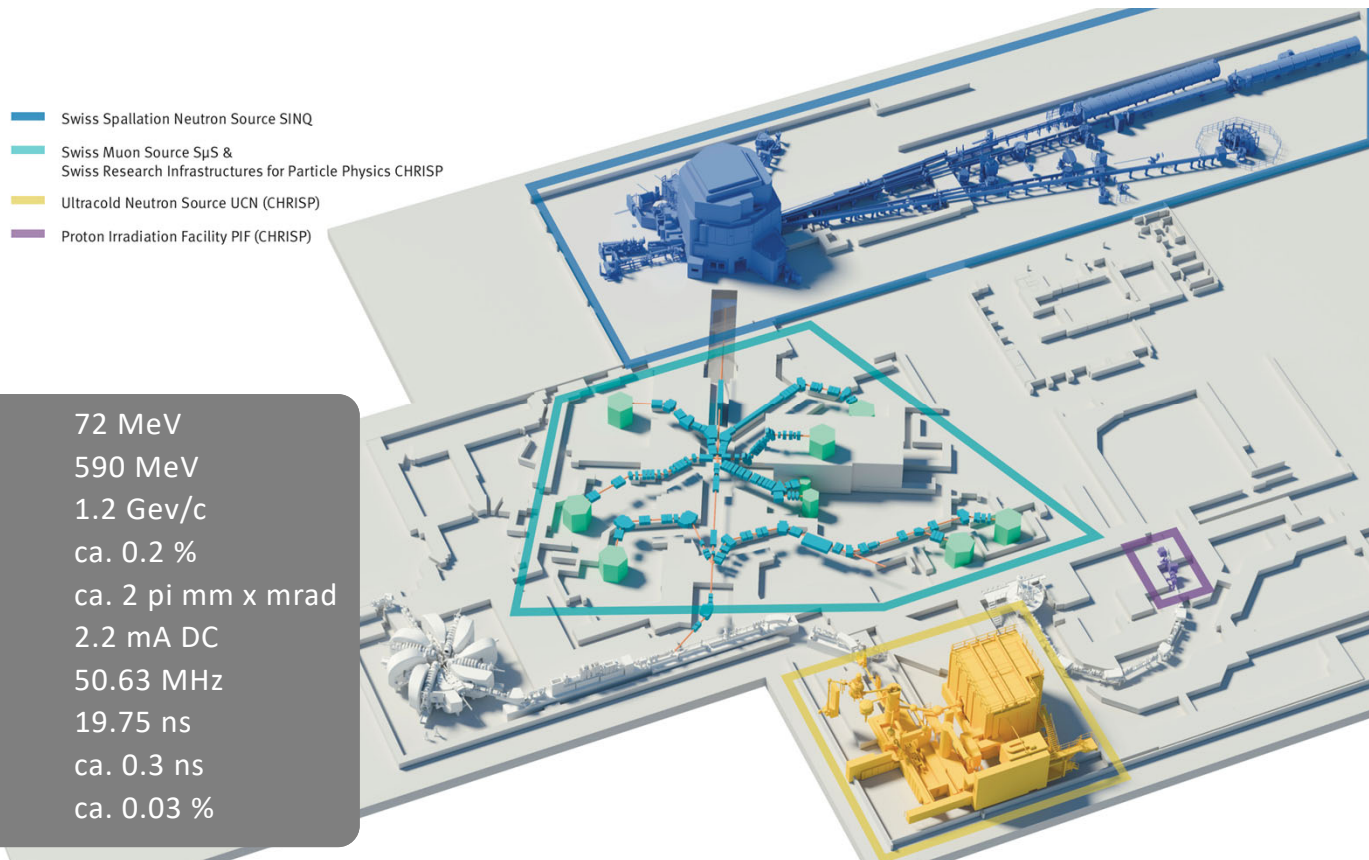 Swiss Spallation Neutron Source SINQ
Swiss Muon Source SμS &
Swiss Research Infrastructures for Particle Physics CHRISP
Ultracold Neutron Source UCN (CHRISP)
Proton Irradiation Facility PIF (CHRISP)
72 MeV
590 MeV
1.2 Gev/c
ca. 0.2 %
ca. 2 pi mm x mrad
2.2 mA DC
50.63 MHz
19.75 ns
ca. 0.3 ns
ca. 0.03 %